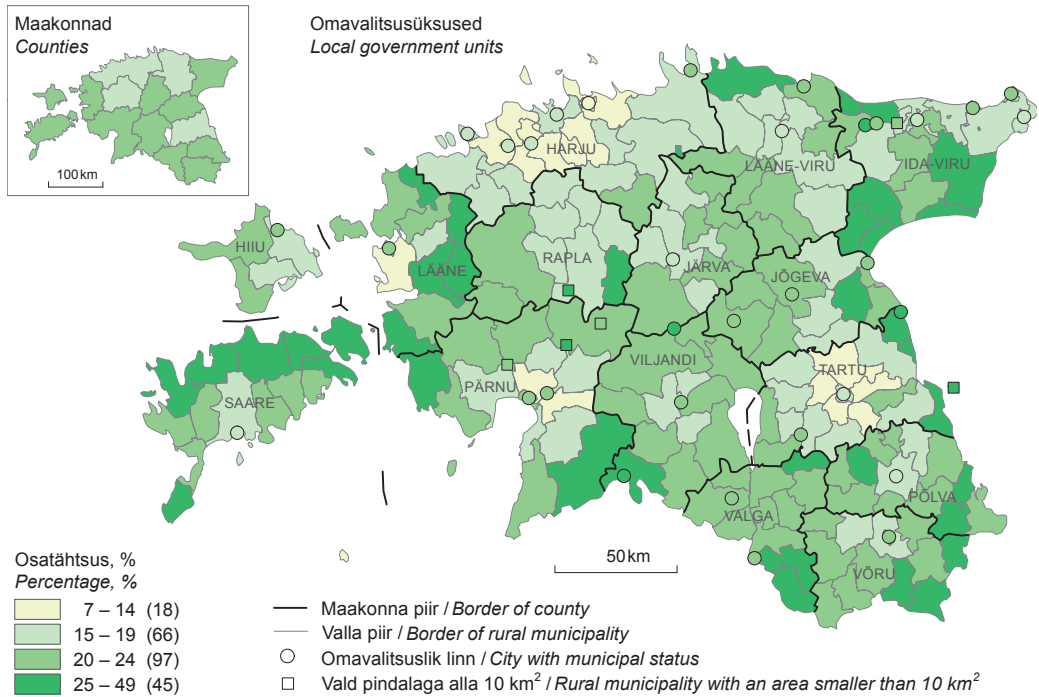 Maakonnad
Counties
100 km
Omavalitsusüksused
Local government units
HARJU
LÄÄNE-VIRU
IDA-VIRU
HIIU
LÄÄNE
RAPLA
JÄRVA
JÕGEVA
SAARE
PÄRNU
VILJANDI
TARTU
VALGA
PÕLVA
VÕRU
50 km
Osatähtsus, %
Percentage, %
7 – 14 (18)
15 – 19 (66)
20 – 24 (97)
25 – 49 (45)
Maakonna piir / Border of county
Valla piir / Border of rural municipality
Omavalitsuslik linn / City with municipal status
Vald pindalaga alla 10 km² / Rural municipality with an area smaller than 10 km²